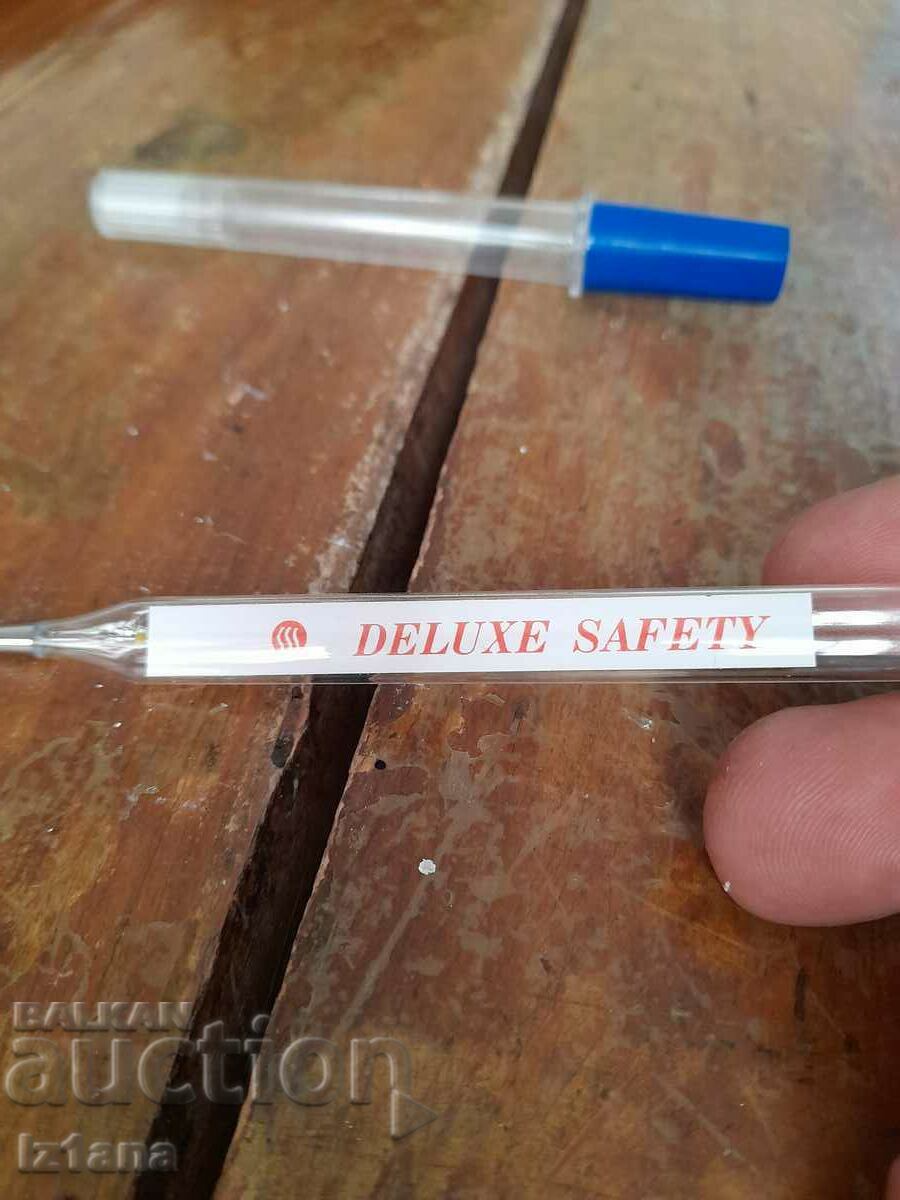 DELUXE SAFETY
BALKAN
auction
Iz1ana